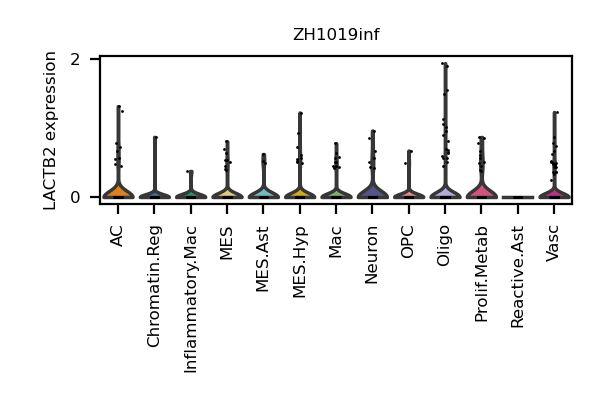 ZH1019inf
LACTB2 expression
2
0
AC
Chromatin.Reg
Inflammatory.Mac
MES
MES.Ast
MES.Hyp
Mac
Neuron
OPC
Oligo
Prolif.Metab
Reactive.Ast
Vasc